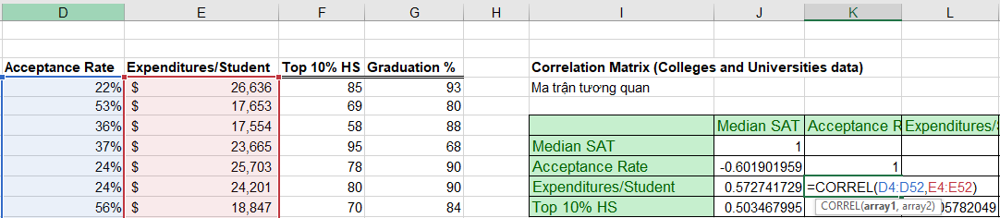 D E F G H I J K L
Acceptance Rate Expenditures/Student Top 10% HS Graduation % Correlation Matrix (Colleges and Universities data)
22% $ 26,636 85 93 Ma trận tương quan
53% $ 17,653 69 80
36% $ 17,554 58 88 Median SAT Acceptance R Expenditures/
37% $ 23,665 95 68 Median SAT 1
24% $ 25,703 78 90 Acceptance Rate -0.601901959 1
24% $ 24,201 80 90 Expenditures/Student 0.572741729 =CORREL(D4:D52,E4:E52)
56% $ 18,847 70 84 Top 10% HS 0.503467995 CORREL(array1, array2) 05782049